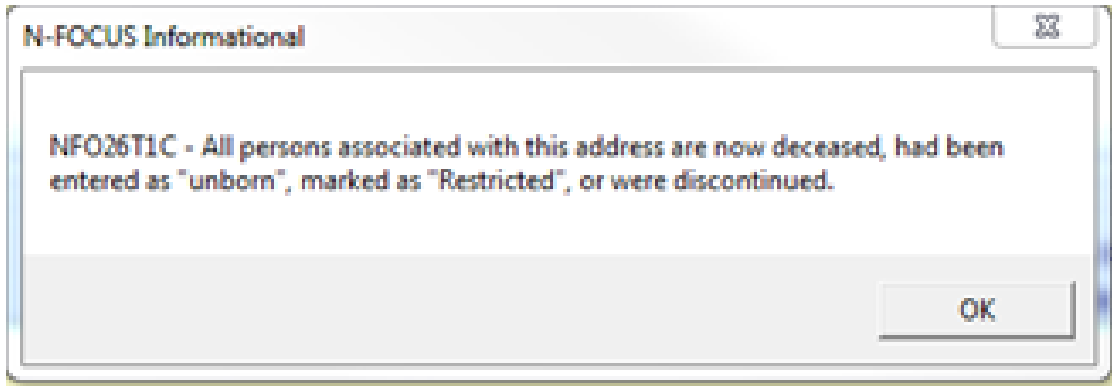 N-FOCUS Informational
NFO26T1C - All persons associated with this address are now deceased, had been
entered as "unborn", marked as "Restricted", or were discontinued.
OK